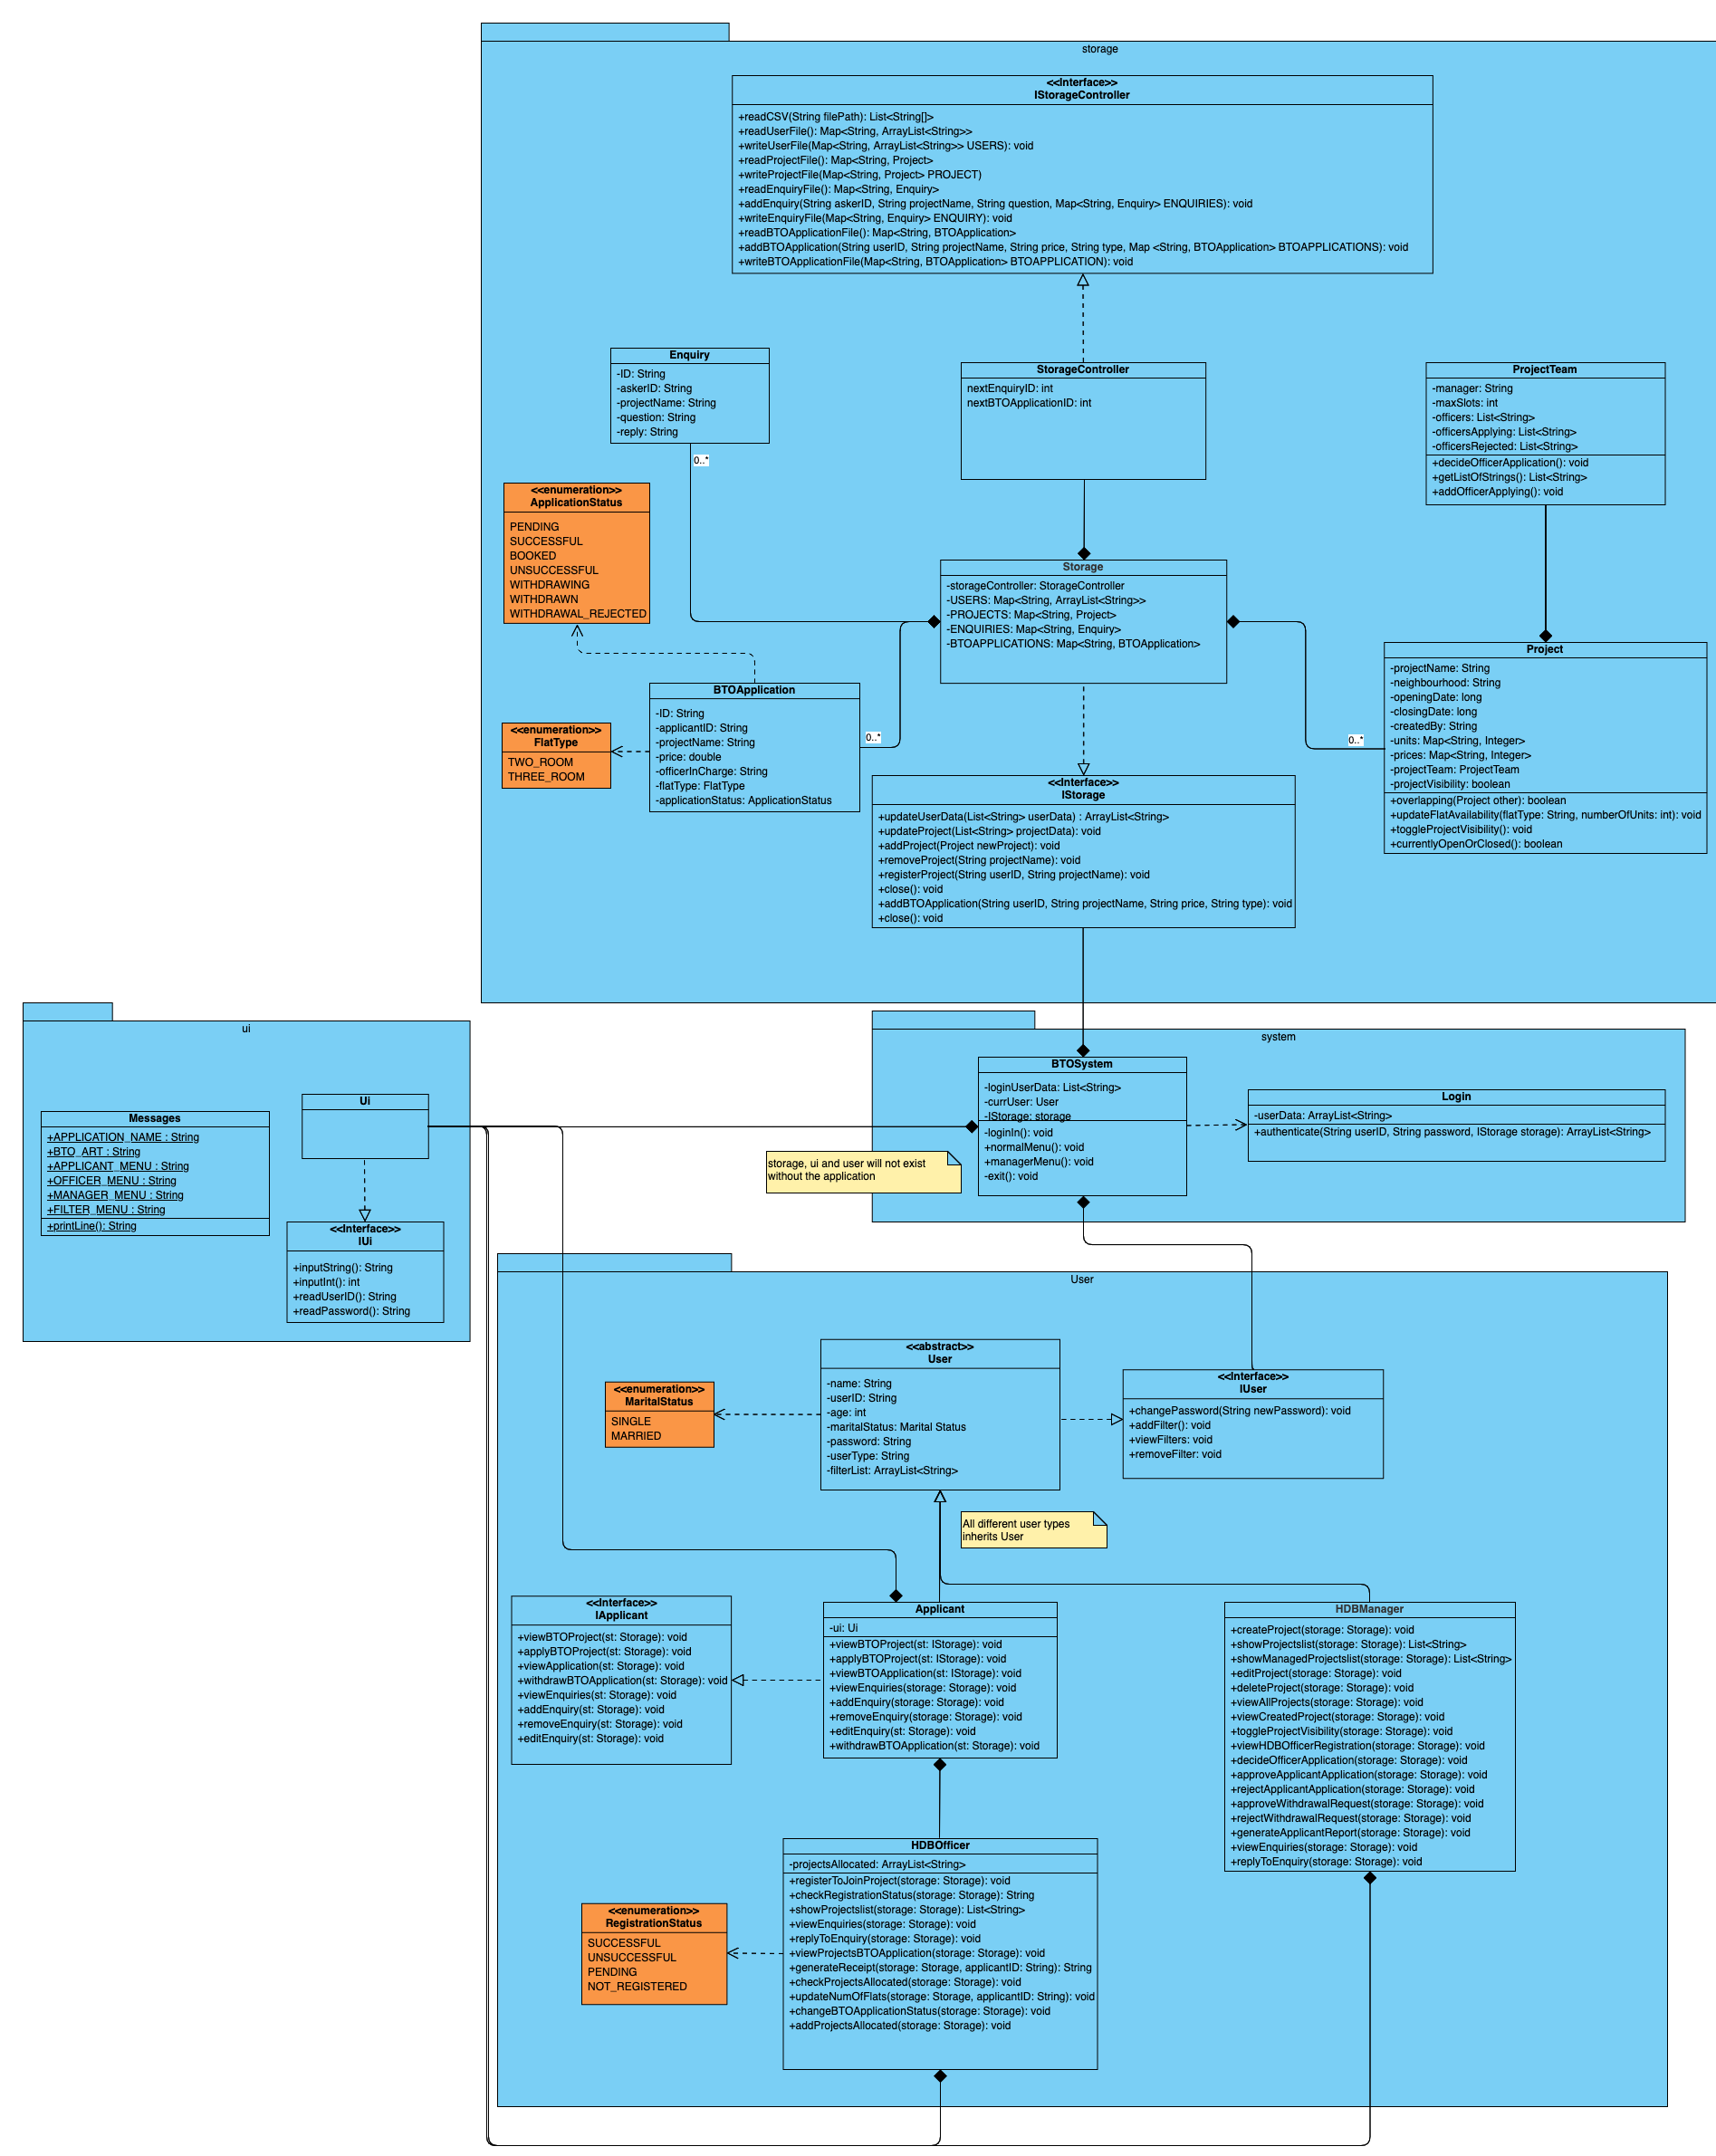 storage
<<Interface>>
IStorageController
+readCSV(String filePath): List<String[]>
+readUserFile(): Map<String, ArrayList<String>>
+writeUserFile(Map<String, ArrayList<String>> USERS): void
+readProjectFile(): Map<String, Project>
+writeProjectFile(Map<String, Project> PROJECT)
+readEnquiryFile(): Map<String, Enquiry>
+addEnquiry(String askerID, String projectName, String question, Map<String, Enquiry> ENQUIRIES): void
+writeEnquiryFile(Map<String, Enquiry> ENQUIRY): void
+readBTOApplicationFile(): Map<String, BTOApplication>
+addBTOApplication(String userID, String projectName, String price, String type, Map <String, BTOApplication> BTOAPPLICATIONS): void
+writeBTOApplicationFile(Map<String, BTOApplication> BTOAPPLICATION): void
Enquiry
-ID: String
-askerID: String
-projectName: String
-question: String
-reply: String
0..*
StorageController
nextEnquiryID: int
nextBTOApplicationID: int
ProjectTeam
-manager: String
-maxSlots: int
-officers: List<String>
-officersApplying: List<String>
-officersRejected: List<String>
+decideOfficerApplication(): void
+getListOfStrings(): List<String>
+addOfficerApplying(): void
<<enumeration>>
ApplicationStatus
PENDING
SUCCESSFUL
BOOKED
UNSUCCESSFUL
WITHDRAWING
WITHDRAWN
WITHDRAWAL_REJECTED
Storage
-storageController: StorageController
-USERS: Map<String, ArrayList<String>>
-PROJECTS: Map<String, Project>
-ENQUIRIES: Map<String, Enquiry>
-BTOAPPLICATIONS: Map<String, BTOApplication>
Project
-projectName: String
-neighbourhood: String
-openingDate: long
-closingDate: long
-createdBy: String
-units: Map<String, Integer>
-prices: Map<String, Integer>
-projectTeam: ProjectTeam
-projectVisibility: boolean
+overlapping(Project other): boolean
+updateFlatAvailability(flatType: String, numberOfUnits: int): void
+toggleProjectVisibility(): void
+currentlyOpenOrClosed(): boolean
0..*
BTOApplication
-ID: String
-applicantID: String
-projectName: String
-price: double
-officerInCharge: String
-flatType: FlatType
-applicationStatus: ApplicationStatus
0..*
<<enumeration>>
FlatType
TWO_ROOM
THREE_ROOM
<<Interface>>
IStorage
+updateUserData(List<String> userData) : ArrayList<String>
+updateProject(List<String> projectData): void
+addProject(Project newProject): void
+removeProject(String projectName): void
+registerProject(String userID, String projectName): void
+close(): void
+addBTOApplication(String userID, String projectName, String price, String type): void
+close(): void
ui
Messages
+APPLICATION_NAME : String
+BTO_ART : String
+APPLICANT_MENU : String
+OFFICER_MENU : String
+MANAGER_MENU : String
+FILTER_MENU : String
+printLine(): String
Ui
<<Interface>>
IUi
+inputString(): String
+inputInt(): int
+readUserID(): String
+readPassword(): String
system
BTOSystem
-loginUserData: List<String>
-currUser: User
-IStorage: storage
-loginIn(): void
+normalMenu(): void
+managerMenu(): void
-exit(): void
Login
-userData: ArrayList<String>
+authenticate(String userID, String password, IStorage storage): ArrayList<String>
storage, ui and user will not exist
without the application
User
<<abstract>>
User
-name: String
-userID: String
-age: int
-maritalStatus: Marital Status
-password: String
-userType: String
-filterList: ArrayList<String>
<<enumeration>>
MaritalStatus
SINGLE
MARRIED
<<Interface>>
IUser
+changePassword(String newPassword): void
+addFilter(): void
+viewFilters: void
+removeFilter: void
All different user types
inherits User
<<Interface>>
IApplicant
+viewBTOProject(st: Storage): void
+applyBTOProject(st: Storage): void
+viewApplication(st: Storage): void
+withdrawBTOApplication(st: Storage): void
+viewEnquiries(st: Storage): void
+addEnquiry(st: Storage): void
+removeEnquiry(st: Storage): void
+editEnquiry(st: Storage): void
Applicant
-ui: Ui
+viewBTOProject(st: IStorage): void
+applyBTOProject(st: IStorage): void
+viewBTOApplication(st: IStorage): void
+viewEnquiries(storage: Storage): void
+addEnquiry(storage: Storage): void
+removeEnquiry(storage: Storage): void
+editEnquiry(st: Storage): void
+withdrawBTOApplication(st: Storage): void
HDBManager
+createProject(storage: Storage): void
+showProjectslist(storage: Storage): List<String>
+showManagedProjectslist(storage: Storage): List<String>
+editProject(storage: Storage): void
+deleteProject(storage: Storage): void
+viewAllProjects(storage: Storage): void
+viewCreatedProject(storage: Storage): void
+toggleProjectVisibility(storage: Storage): void
+viewHDBOfficerRegistration(storage: Storage): void
+decideOfficerApplication(storage: Storage): void
+approveApplicantApplication(storage: Storage): void
+rejectApplicantApplication(storage: Storage): void
+approveWithdrawalRequest(storage: Storage): void
+rejectWithdrawalRequest(storage: Storage): void
+generateApplicantReport(storage: Storage): void
+viewEnquiries(storage: Storage): void
+replyToEnquiry(storage: Storage): void
HDBOfficer
-projectsAllocated: ArrayList<String>
+registerToJoinProject(storage: Storage): void
+checkRegistrationStatus(storage: Storage): String
+showProjectslist(storage: Storage): List<String>
+viewEnquiries(storage: Storage): void
+replyToEnquiry(storage: Storage): void
+viewProjectsBTOApplication(storage: Storage): void
+generateReceipt(storage: Storage, applicantID: String): String
+checkProjectsAllocated(storage: Storage): void
+updateNumOfFlats(storage: Storage, applicantID: String): void
+changeBTOApplicationStatus(storage: Storage): void
+addProjectsAllocated(storage: Storage): void
<<enumeration>>
RegistrationStatus
SUCCESSFUL
UNSUCCESSFUL
PENDING
NOT_REGISTERED